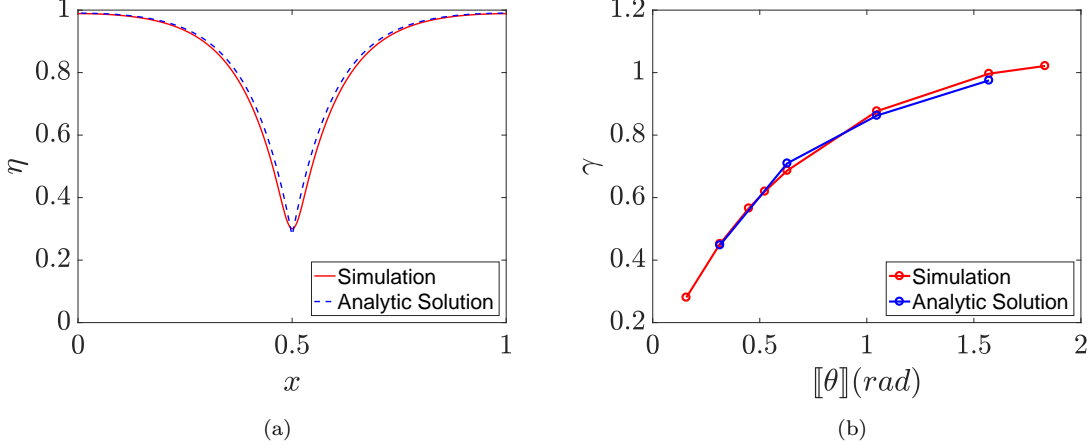 1
0.8
0.6
0.4
0.2
0
η
0
0.5
1
x
Simulation
Analytic Solution
(a)
1.2
1
0.8
0.6
0.4
0.2
γ
0
0.5
1
1.5
2
⟦θ⟧(rad)
Simulation
Analytic Solution
(b)